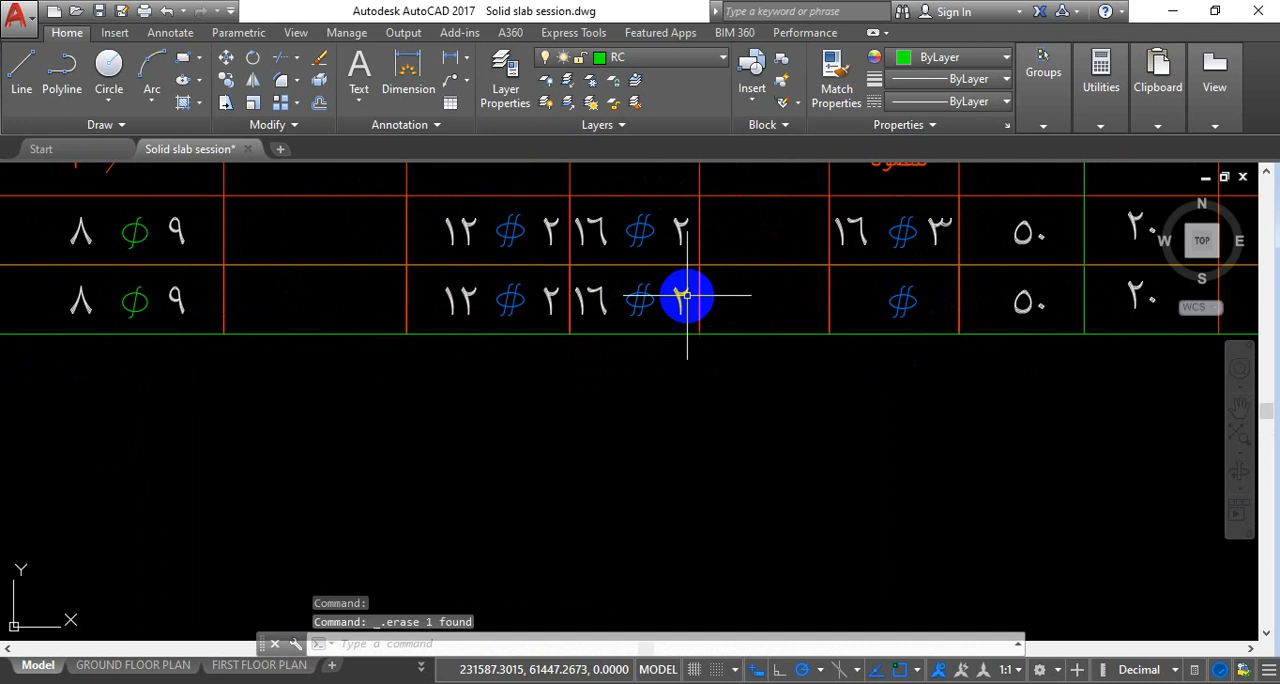 Autodesk AutoCAD 2017 Solid slab session.dwg
Type a keyword or phrase
Sign In
Home Insert Annotate Parametric View Manage Output Add-ins A360 Express Tools Featured Apps BIM 360 Performance
RC
ByLayer
ByLayer
ByLayer
Line Polyline Circle Arc
Text Dimension
Layer Properties
Insert
Match Properties
Groups Utilities Clipboard View
Draw Modify Annotation Layers Block Properties
Start Solid slab session*
٨ φ ٩ ١٢ ٢ ١٦ ٢ ١٦ ٣ ٥٠ ٢٠
٨ φ ٩ ١٢ ٢ ١٦ ٢ ٥٠ ٢٠
N
W TOP E
S
WCS
Y
X
Command:
Command: _.erase 1 found
Type a command
Model GROUND FLOOR PLAN FIRST FLOOR PLAN
231587.3015, 61447.2673, 0.0000 MODEL 1:1 Decimal